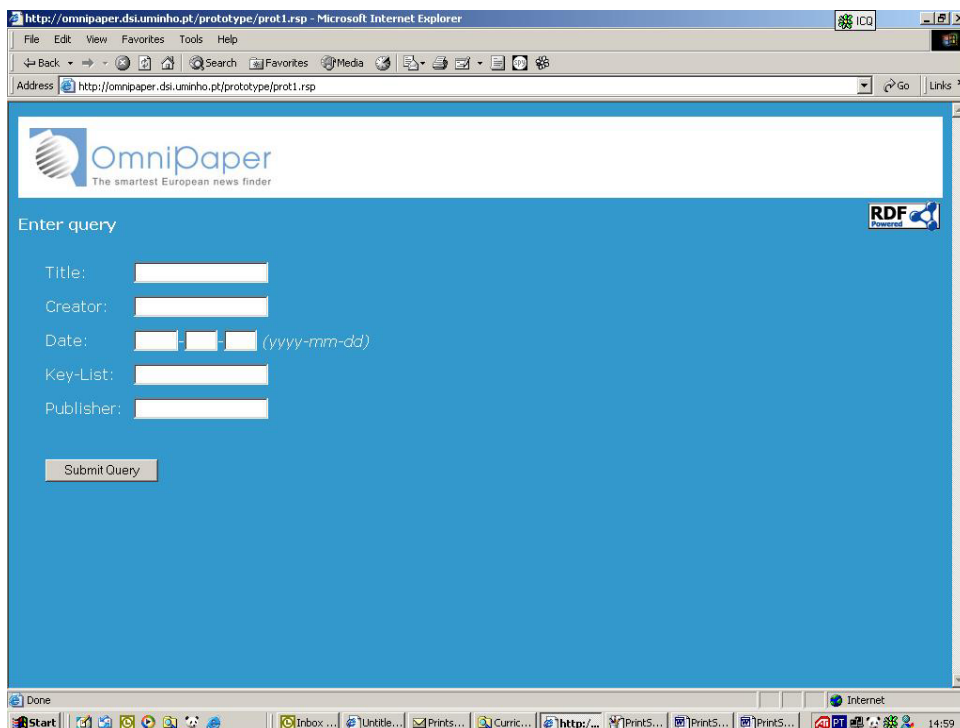 http://omnipaper.dsi.uminho.pt/prototype/prot1.rsp - Microsoft Internet Explorer
ICQ
File Edit View Favorites Tools Help
Back Search Favorites Media
Address http://omnipaper.dsi.uminho.pt/prototype/prot1.rsp Go Links
OmniPaper
The smartest European news finder
RDF
Powered
Enter query
Title:
Creator:
Date: - - (yyyy-mm-dd)
Key-List:
Publisher:
Submit Query
Done Internet
Start Inbox ... Untitle... Prints... Curric... http:/... PrintS... PrintS... PrintS... PT 14:59